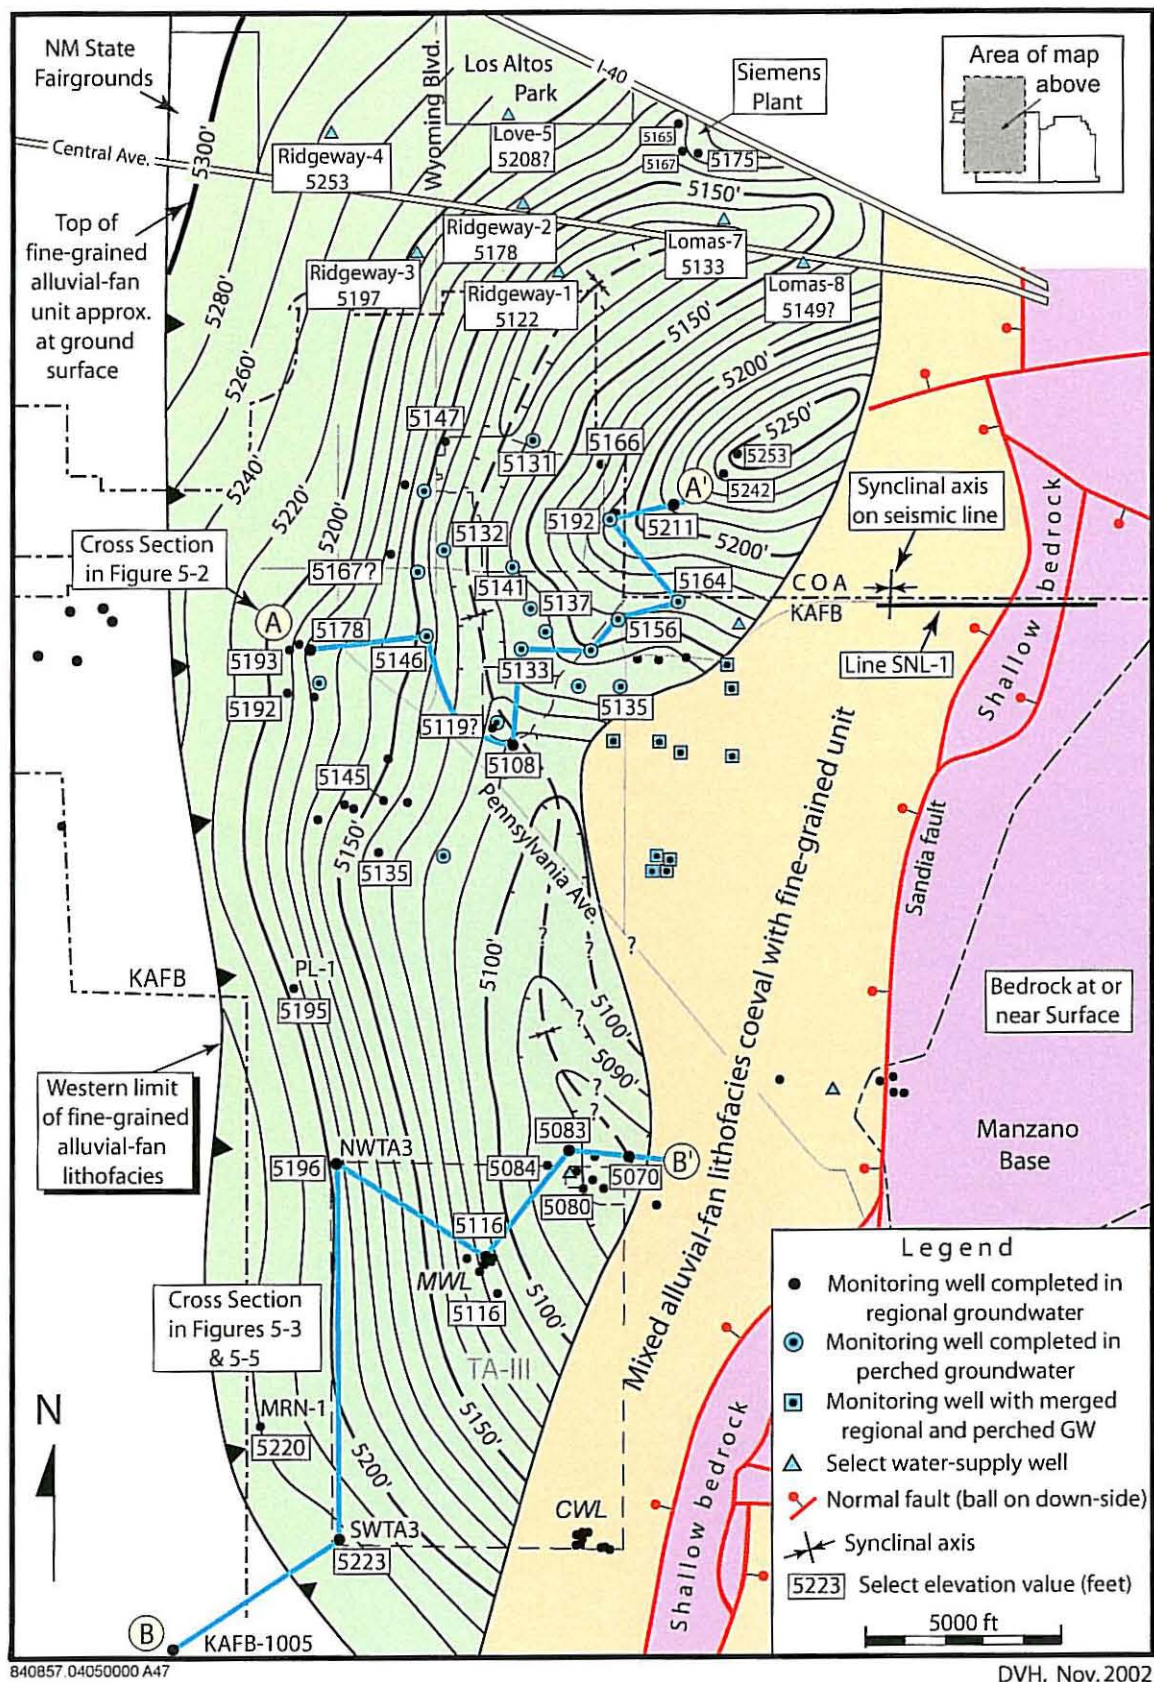 NM State
Fairgrounds
Central Ave.
5300'
Top of
fine-grained
alluvial-fan
unit approx.
at ground
surface
Wyoming Blvd.
Los Altos
Park
I-40
Siemens
Plant
Area of map
above
Ridgeway-4
5253
Love-5
5208?
5165
5167
5175
5150'
Ridgeway-2
5178
Lomas-7
5133
Ridgeway-3
5197
Ridgeway-1
5122
Lomas-8
5149?
5280'
5260'
5240'
5220'
5200'
5150'
5200'
5250'
5147
5131
5166
5253
5242
A'
5192
5211
5200'
Synclinal axis
on seismic line
Cross Section
in Figure 5-2
5132
5167?
5141
5137
5164
COA
KAFB
A
5178
5193
5146
5156
5133
Line SNL-1
5192
5119?
5135
5108
5145
5150'
5135
Pennsylvania Ave.
Shallow bedrock
Sandia fault
Mixed alluvial-fan lithofacies coeval with fine-grained unit
KAFB
PL-1
5195
5100'
?
?
?
?
?
?
5100'
5090'
Bedrock at or
near Surface
Western limit
of fine-grained
alluvial-fan
lithofacies
NWTA3
5196
5083
5084
5070
B'
5080
Manzano
Base
5116
MWL
5116
5100'
Cross Section
in Figures 5-3
& 5-5
TA-III
MRN-1
5220
5150'
5200'
N
SWTA3
5223
CWL
Shallow bedrock
B
KAFB-1005
Legend
Monitoring well completed in
regional groundwater
Monitoring well completed in
perched groundwater
Monitoring well with merged
regional and perched GW
Select water-supply well
Normal fault (ball on down-side)
Synclinal axis
5223 Select elevation value (feet)
5000 ft
840857.04050000 A47
DVH, Nov. 2002